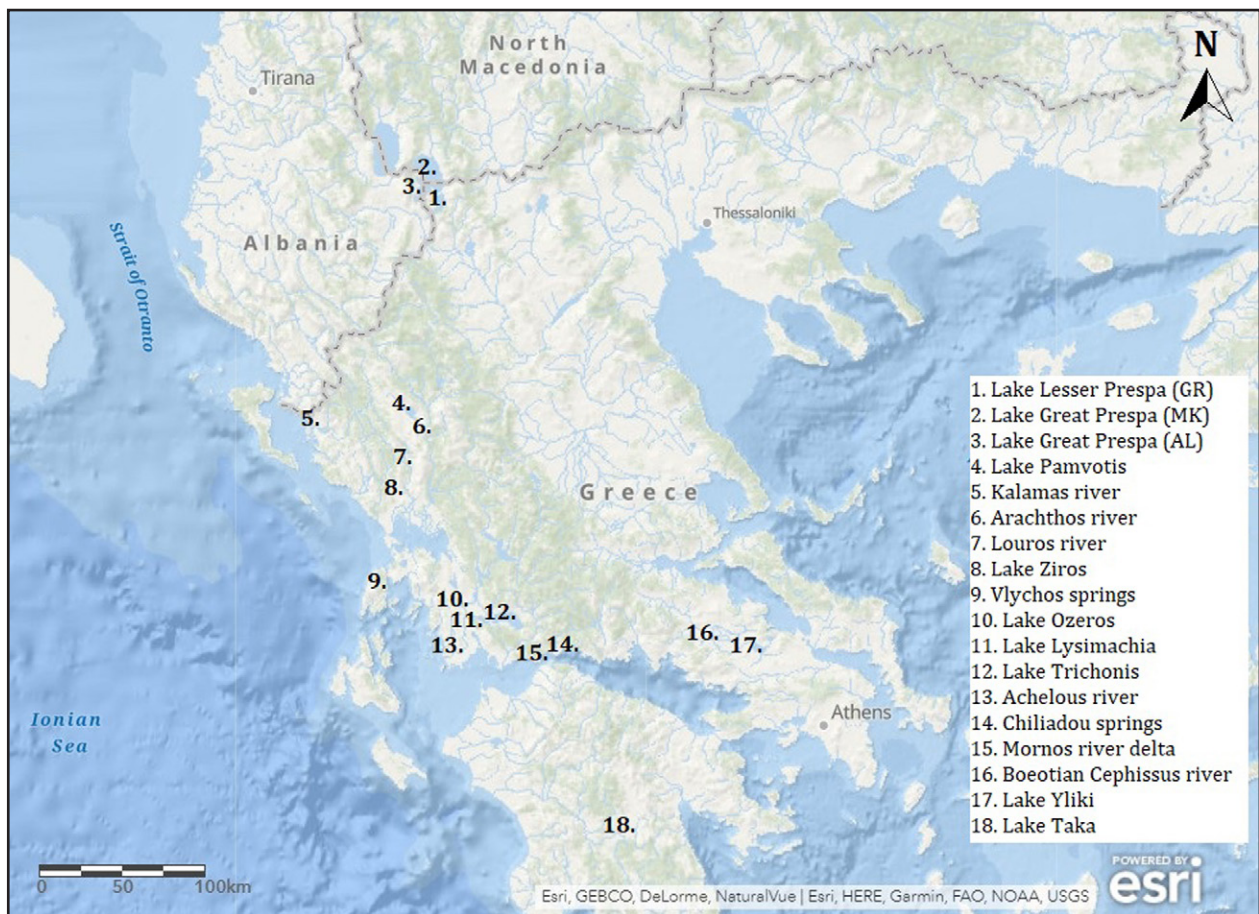 North
Macedonia
N
Tirana
2.
3.
1.
Thessaloniki
Albania
Strait of Otranto
4.
5.
6.
7.
8.
Greece
9.
10.
11.
12.
13.
14.
15.
16.
17.
Ionian
Sea
Athens
18.
1. Lake Lesser Prespa (GR)
2. Lake Great Prespa (MK)
3. Lake Great Prespa (AL)
4. Lake Pamvotis
5. Kalamas river
6. Arachthos river
7. Louros river
8. Lake Ziros
9. Vlychos springs
10. Lake Ozeros
11. Lake Lysimachia
12. Lake Trichonis
13. Achelous river
14. Chiliadou springs
15. Mornos river delta
16. Boeotian Cephissus river
17. Lake Yliki
18. Lake Taka
0 50 100km
POWERED BY
esri
Esri, GEBCO, DeLorme, NaturalVue | Esri, HERE, Garmin, FAO, NOAA, USGS